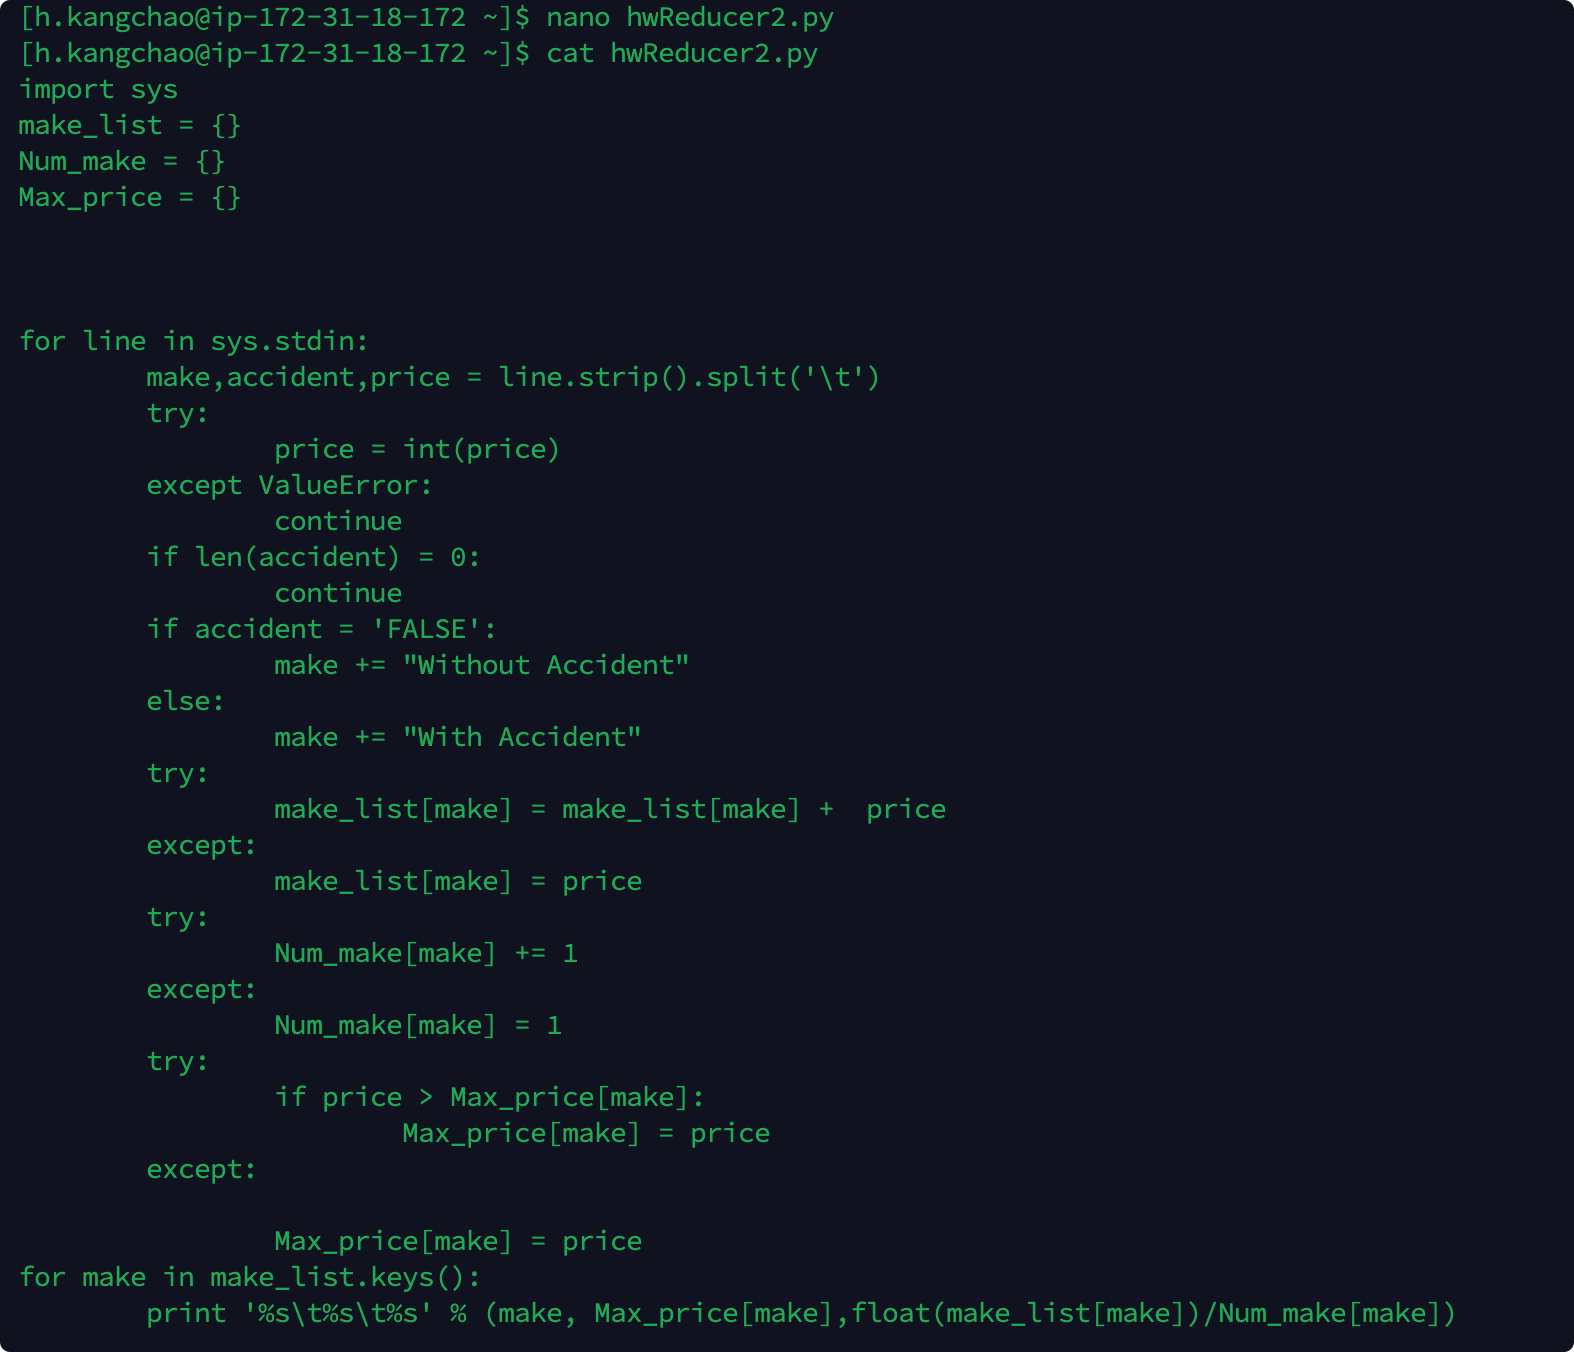 [h.kangchao@ip-172-31-18-172 ~]$ nano hwReducer2.py
[h.kangchao@ip-172-31-18-172 ~]$ cat hwReducer2.py
import sys
make_list = {}
Num_make = {}
Max_price = {}
for line in sys.stdin:
        make,accident,price = line.strip().split('\t')
        try:
                price = int(price)
        except ValueError:
                continue
        if len(accident) = 0:
                continue
        if accident = 'FALSE':
                make += "Without Accident"
        else:
                make += "With Accident"
        try:
                make_list[make] = make_list[make] +  price
        except:
                make_list[make] = price
        try:
                Num_make[make] += 1
        except:
                Num_make[make] = 1
        try:
                if price > Max_price[make]:
                        Max_price[make] = price
        except:
                Max_price[make] = price
for make in make_list.keys():
        print '%s\t%s\t%s' % (make, Max_price[make],float(make_list[make])/Num_make[make])